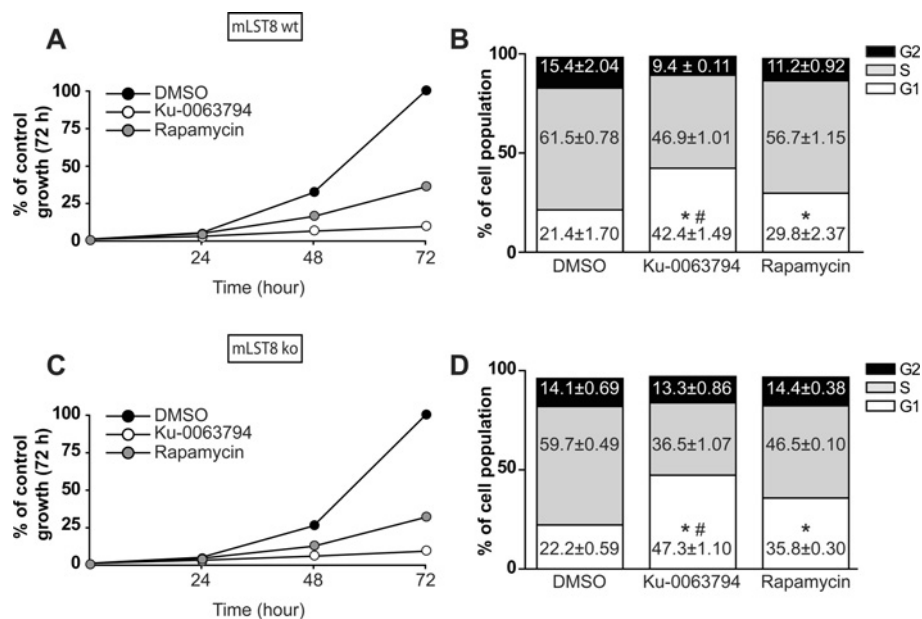 mLST8 wt
A
DMSO
Ku-0063794
Rapamycin
% of control
growth (72 h)
100
75
50
25
0
24
48
72
Time (hour)
B
% of cell population
100
50
0
15.4±2.04
61.5±0.78
21.4±1.70
9.4 ± 0.11
46.9±1.01
* #
42.4±1.49
11.2±0.92
56.7±1.15
*
29.8±2.37
DMSO
Ku-0063794
Rapamycin
G2
S
G1
mLST8 ko
C
DMSO
Ku-0063794
Rapamycin
% of control
growth (72 h)
100
75
50
25
0
24
48
72
Time (hour)
D
% of cell population
100
50
0
14.1±0.69
59.7±0.49
22.2±0.59
13.3±0.86
36.5±1.07
* #
47.3±1.10
14.4±0.38
46.5±0.10
*
35.8±0.30
DMSO
Ku-0063794
Rapamycin
G2
S
G1